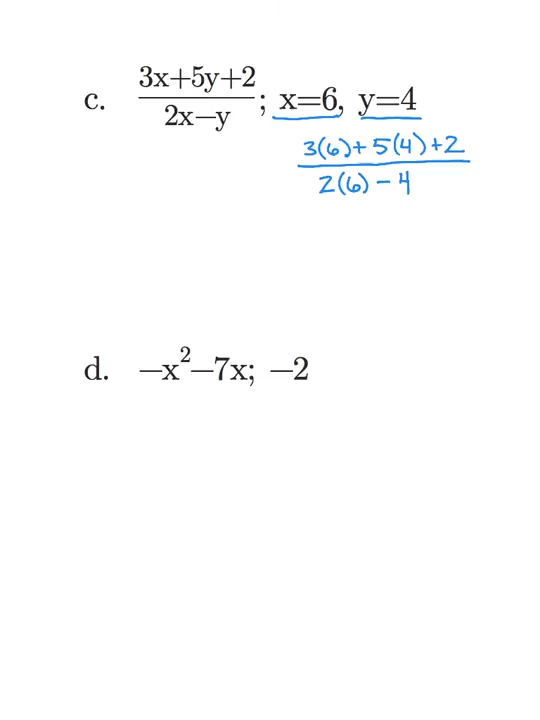 c. (3x+5y+2)/(2x−y); x=6, y=4
(3(6)+5(4)+2)/(2(6)−4)
d. −x²−7x; −2